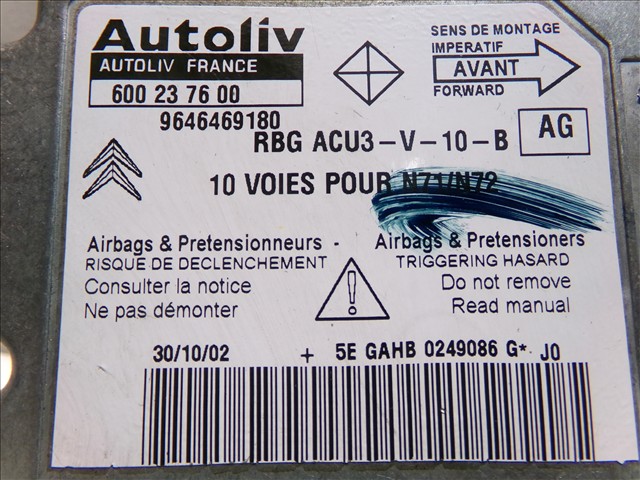 Autoliv
AUTOLIV FRANCE
600 23 76 00
9646469180
SENS DE MONTAGE
IMPERATIF
AVANT
FORWARD
RBG ACU3-V-10-B
AG
10 VOIES POUR N71/N72
Airbags & Pretensionneurs -
RISQUE DE DECLENCHEMENT
Consulter la notice
Ne pas démonter
Airbags & Pretensioners
TRIGGERING HASARD
Do not remove
Read manual
30/10/02 + 5E GAHB 0249086 G* J0